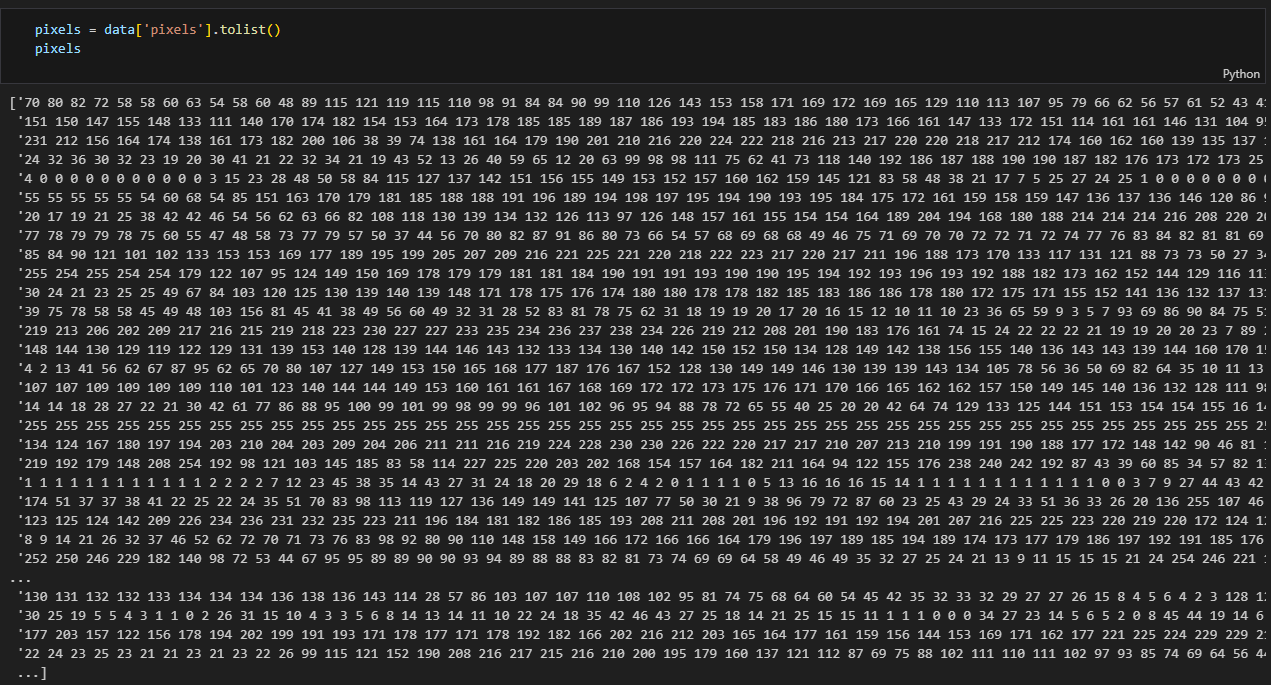 pixels = data['pixels'].tolist()
pixels
Python
['70 80 82 72 58 58 60 63 54 58 60 48 89 115 121 119 115 110 98 91 84 84 90 99 110 126 143 153 158 171 169 172 169 165 129 110 113 107 95 79 66 62 56 57 61 52 43 41
'151 150 147 155 148 133 111 140 170 174 182 154 153 164 173 178 185 185 189 187 186 193 194 185 183 186 180 173 166 161 147 133 172 151 114 161 161 146 131 104 95
'231 212 156 164 174 138 161 173 182 200 106 38 39 74 138 161 164 179 190 201 210 216 220 224 222 218 216 213 217 220 220 218 217 212 174 160 162 160 139 135 137
'24 32 36 30 32 23 19 20 30 41 21 22 32 34 21 19 43 52 13 26 40 59 65 12 20 63 99 98 98 111 75 62 41 73 118 140 192 186 187 188 190 190 187 182 176 173 172 173 25
'4 0 0 0 0 0 0 0 0 0 0 0 3 15 23 28 48 50 58 84 115 127 137 142 151 156 155 149 153 152 157 160 162 159 145 121 83 58 48 38 21 17 7 5 25 27 24 25 1 0 0 0 0 0 0 0
'55 55 55 55 55 54 60 68 54 85 151 163 170 179 181 185 188 188 191 196 189 194 198 197 195 194 190 193 195 184 175 172 161 159 158 159 147 136 137 136 146 120 86
'20 17 19 21 25 38 42 42 46 54 56 62 63 66 82 108 118 130 139 134 132 126 113 97 126 148 157 161 155 154 154 164 189 204 194 168 180 188 214 214 214 216 208 220
'77 78 79 79 78 75 60 55 47 48 58 73 77 79 57 50 37 44 56 70 80 82 87 91 86 80 73 66 54 57 68 69 68 68 49 46 75 71 69 70 70 72 72 71 72 74 77 76 83 84 82 81 81 69
'85 84 90 121 101 102 133 153 153 169 177 189 195 199 205 207 209 216 221 225 221 220 218 222 223 217 220 217 211 196 188 173 170 133 117 131 121 88 73 73 50 27
'255 254 255 254 254 179 122 107 95 124 149 150 169 178 179 179 181 181 184 190 191 191 193 190 190 195 194 192 193 196 193 192 188 182 173 162 152 144 129 116
'30 24 21 23 25 25 49 67 84 103 120 125 130 139 140 139 148 171 178 175 176 174 180 180 178 178 182 185 183 186 186 178 180 172 175 171 155 152 141 136 132 137
'39 75 78 58 58 45 49 48 103 156 81 45 41 38 49 56 60 49 32 31 28 52 83 81 78 75 62 31 18 19 19 20 17 20 16 15 12 10 11 10 23 36 65 59 9 3 5 7 93 69 86 90 84 75
'219 213 206 202 209 217 216 215 219 218 223 230 227 227 233 235 234 236 237 238 234 226 219 212 208 201 190 183 176 161 74 15 24 22 22 22 21 19 19 20 20 23 7 89
'148 144 130 129 119 122 129 131 139 153 140 128 139 144 146 143 132 133 134 130 140 142 150 152 150 134 128 149 142 138 156 155 140 136 143 143 139 144 160 170
'4 2 13 41 56 62 67 87 95 62 65 70 80 107 127 149 153 150 165 168 177 187 176 167 152 128 130 149 149 146 130 139 139 143 134 105 78 56 36 50 69 82 64 35 10 11 13
'107 107 109 109 109 109 110 101 123 140 144 144 149 153 160 161 161 167 168 169 172 172 173 175 176 171 170 166 165 162 162 157 150 149 145 140 136 132 128 111
'14 14 18 28 27 22 21 30 42 61 77 86 88 95 100 99 101 99 98 99 99 96 101 102 96 95 94 88 78 72 65 55 40 25 20 20 42 64 74 129 133 125 144 151 153 154 154 155 16
'255 255 255 255 255 255 255 255 255 255 255 255 255 255 255 255 255 255 255 255 255 255 255 255 255 255 255 255 255 255 255 255 255 255 255 255 255 255 255 255
'134 124 167 180 197 194 203 210 204 203 209 204 206 211 211 216 219 224 228 230 230 226 222 220 217 217 210 207 213 210 199 191 190 188 177 172 148 142 90 46 81
'219 192 179 148 208 254 192 98 121 103 145 185 83 58 114 227 225 220 203 202 168 154 157 164 182 211 164 94 122 155 176 238 240 242 192 87 43 39 60 85 34 57 82
'1 1 1 1 1 1 1 1 1 1 1 1 2 2 2 2 7 12 23 45 38 35 14 43 27 31 24 18 20 29 18 6 2 4 2 0 1 1 1 1 0 5 13 16 16 16 15 14 1 1 1 1 1 1 1 1 1 1 1 1 0 0 3 7 9 27 44 43 42
'174 51 37 37 38 41 22 25 22 24 35 51 70 83 98 113 119 127 136 149 149 141 125 107 77 50 30 21 9 38 96 79 72 87 60 23 25 43 29 24 33 51 36 33 26 20 136 255 107 46
'123 125 124 142 209 226 234 236 231 232 235 223 211 196 184 181 182 186 185 193 208 211 208 201 196 192 191 192 194 201 207 216 225 225 223 220 219 220 172 124
'8 9 14 21 26 32 37 46 52 62 72 70 71 73 76 83 98 92 80 90 110 148 158 149 166 172 166 166 164 179 196 197 189 185 194 189 174 173 177 179 186 197 192 191 185 176
'252 250 246 229 182 140 98 72 53 44 67 95 95 89 89 90 90 93 94 89 88 88 83 82 81 73 74 69 69 64 58 49 46 49 35 32 27 25 24 21 13 9 11 15 15 15 21 24 254 246 221
...
'130 131 132 132 133 134 134 134 136 138 136 143 114 28 57 86 103 107 107 110 108 102 95 81 74 75 68 64 60 54 45 42 35 32 33 32 29 27 27 26 15 8 4 5 6 4 2 3 128
'30 25 19 5 5 4 3 1 1 0 2 26 31 15 10 4 3 3 5 6 8 14 13 14 11 10 22 24 18 35 42 46 43 27 25 18 14 21 25 15 15 11 1 1 1 0 0 0 34 27 23 14 5 6 5 2 0 8 45 44 19 14 6
'177 203 157 122 156 178 194 202 199 191 193 171 178 177 171 178 192 182 166 202 216 212 203 165 164 177 161 159 156 144 153 169 171 162 177 221 225 224 229 229
'22 24 23 25 23 21 21 23 21 23 22 26 99 115 121 152 190 208 216 217 215 216 210 200 195 179 160 137 121 112 87 69 75 88 102 111 110 111 102 97 93 85 74 69 64 56
...]